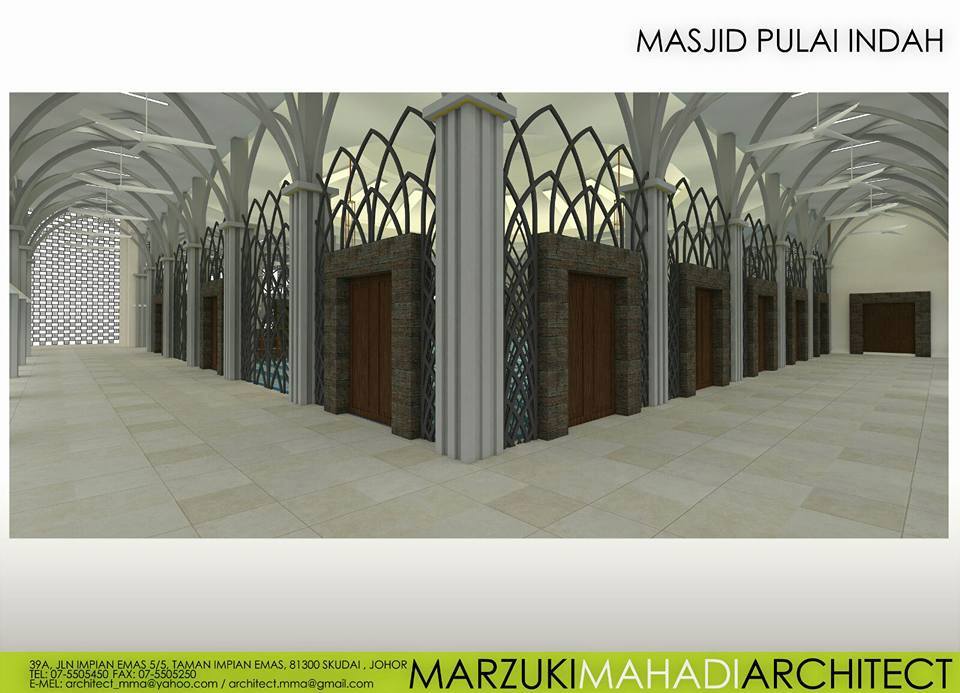 MASJID PULAI INDAH
39A, JLN IMPIAN EMAS 5/5, TAMAN IMPIAN EMAS, 81300 SKUDAI , JOHOR
TEL: 07-5505450 FAX: 07-5505250
E-MEL: architect_mma@yahoo.com / architect.mma@gmail.com
MARZUKIMAHADIARCHITECT